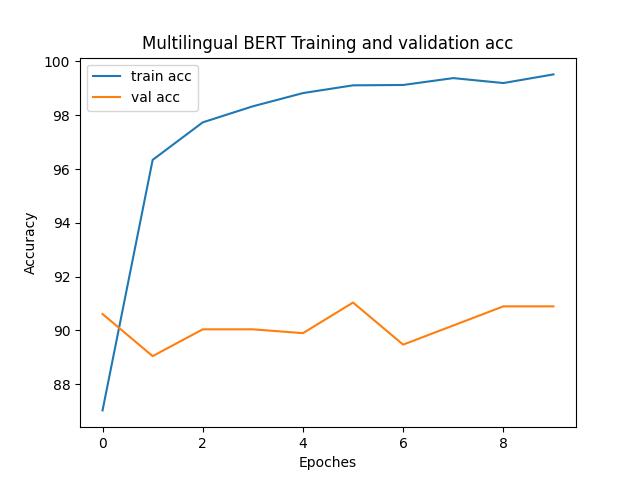 Multilingual BERT Training and validation acc
train acc
val acc
100
98
96
94
92
90
88
Accuracy
0 2 4 6 8
Epoches